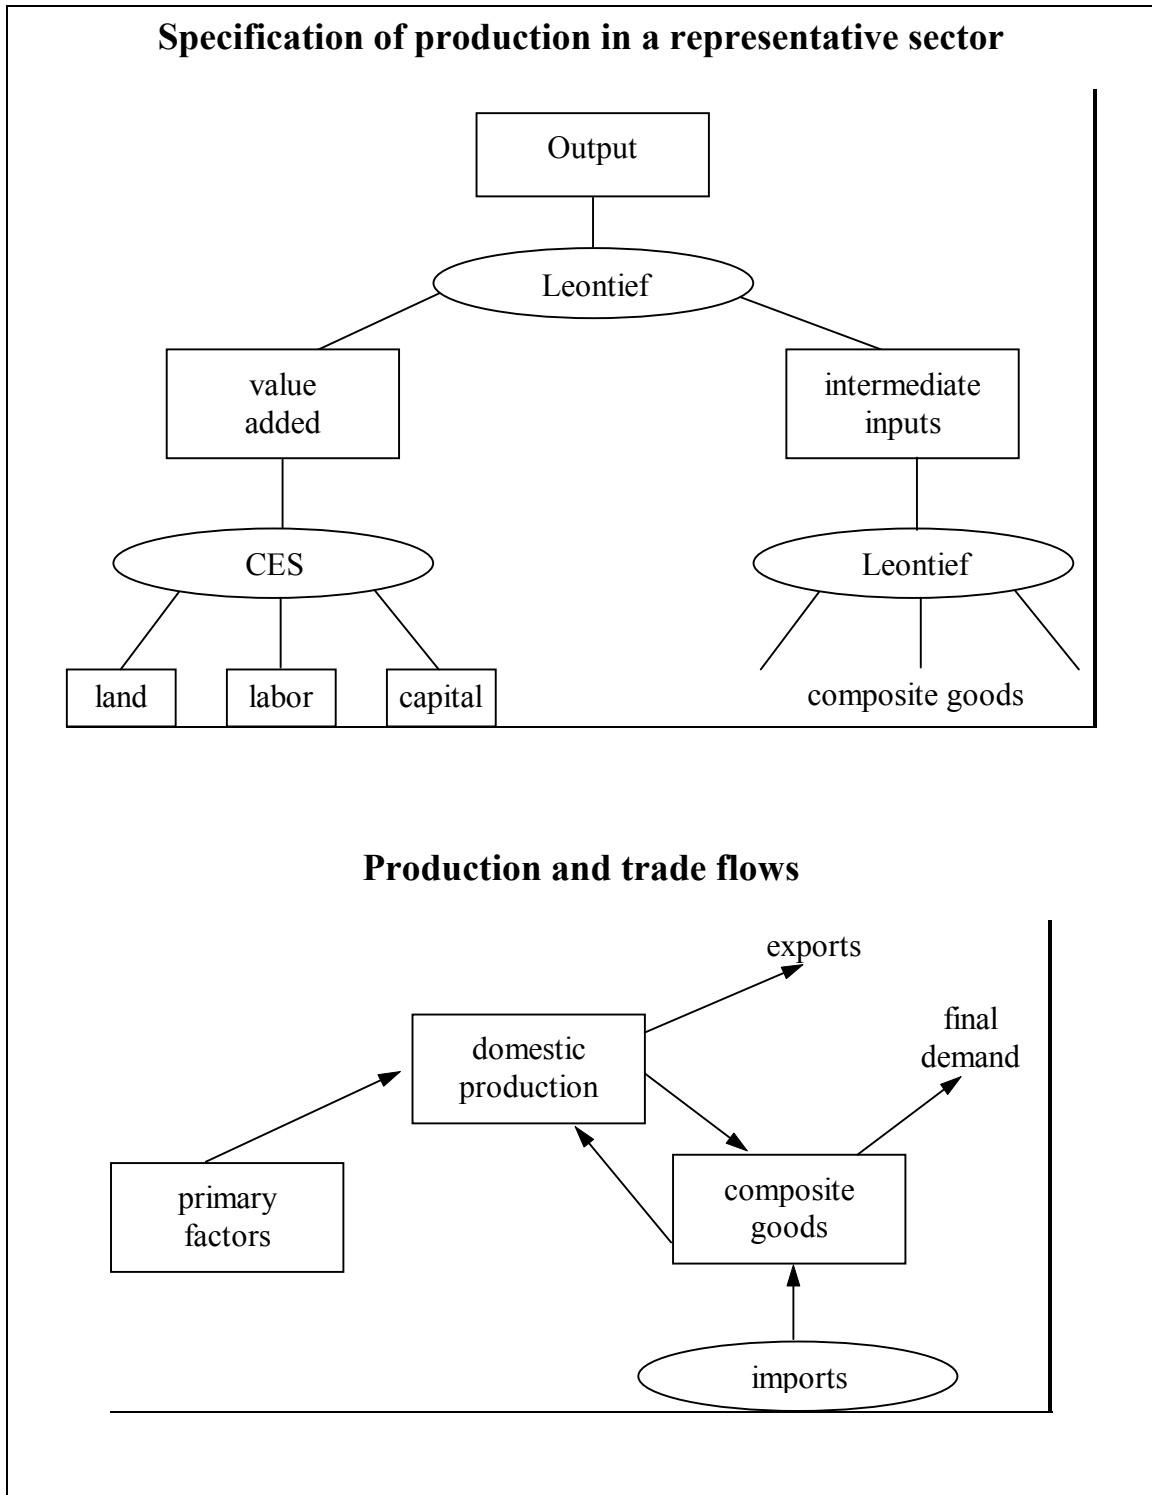 Specification of production in a representative sector
Output
Leontief
value
added
intermediate
inputs
CES
Leontief
land
labor
capital
composite goods
Production and trade flows
exports
final
demand
domestic
production
primary
factors
composite
goods
imports